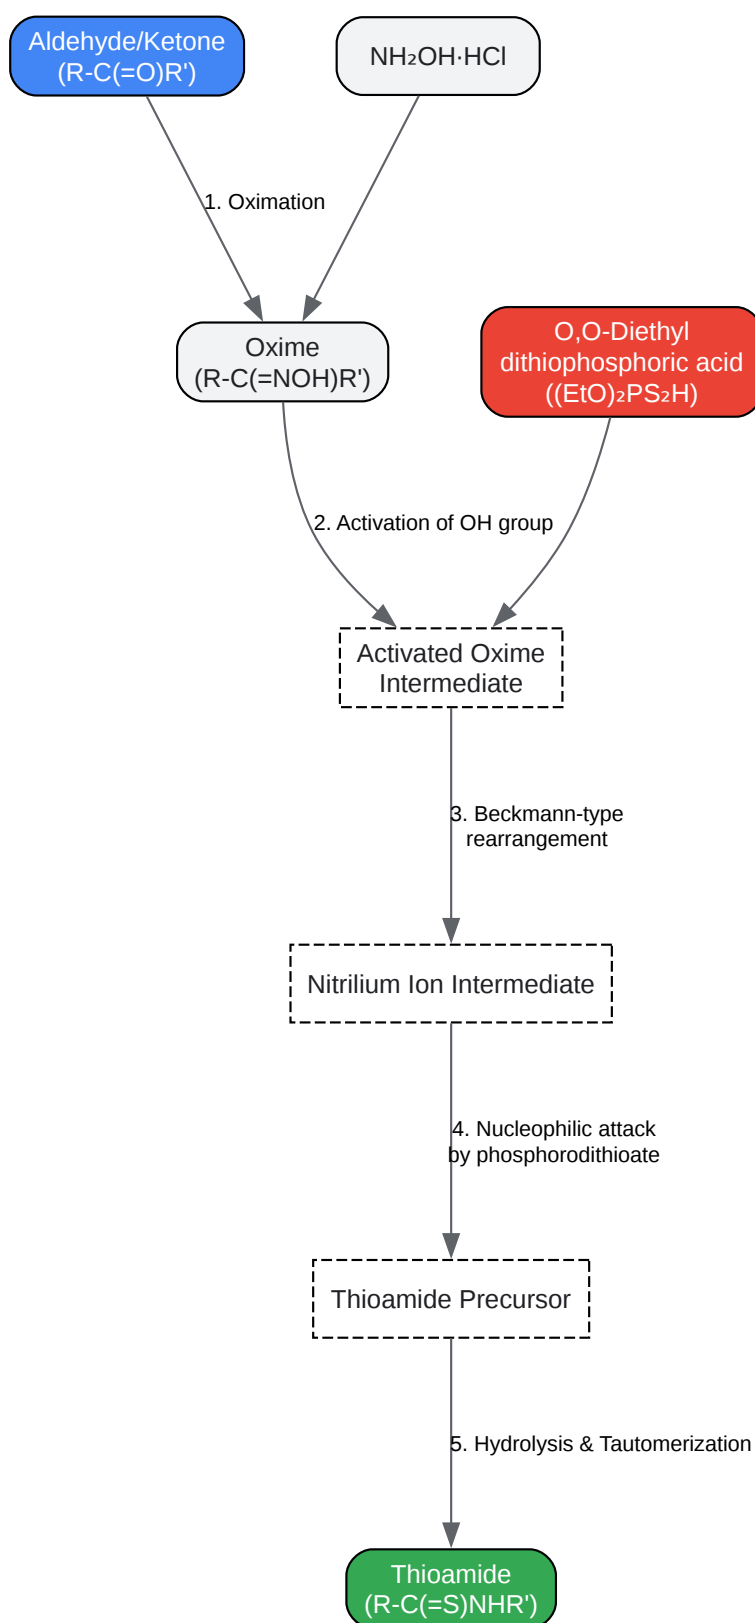 Aldehyde/Ketone
(R-C(=O)R')
NH₂OH·HCl
1. Oximation
Oxime
(R-C(=NOH)R')
O,O-Diethyl
dithiophosphoric acid
((EtO)₂PS₂H)
2. Activation of OH group
Activated Oxime
Intermediate
3. Beckmann-type
rearrangement
Nitrilium Ion Intermediate
4. Nucleophilic attack
by phosphorodithioate
Thioamide Precursor
5. Hydrolysis & Tautomerization
Thioamide
(R-C(=S)NHR')